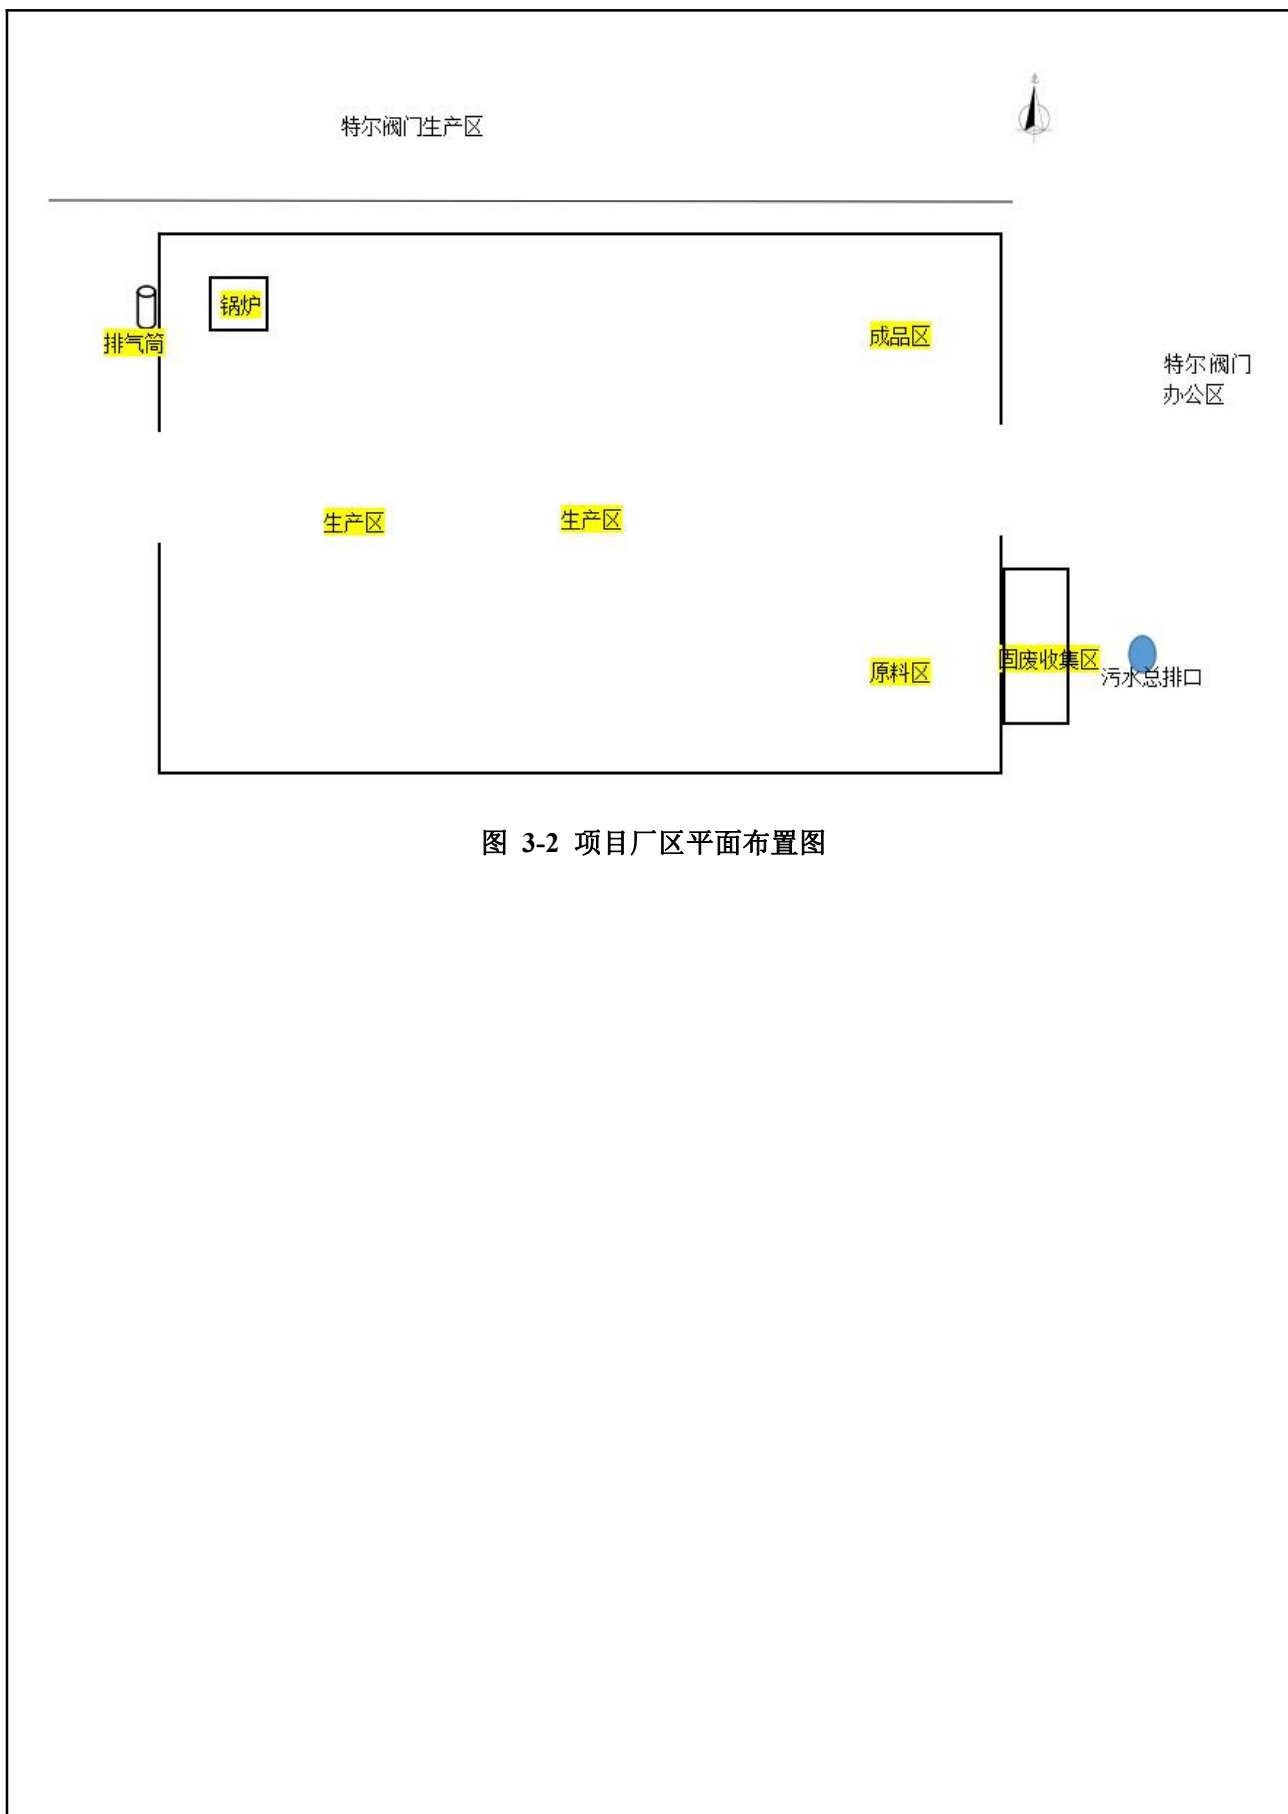 北
特尔阀门生产区
锅炉
排气筒
成品区
特尔阀门
办公区
生产区
生产区
固废收集区
原料区
污水总排口
图 3-2 项目厂区平面布置图